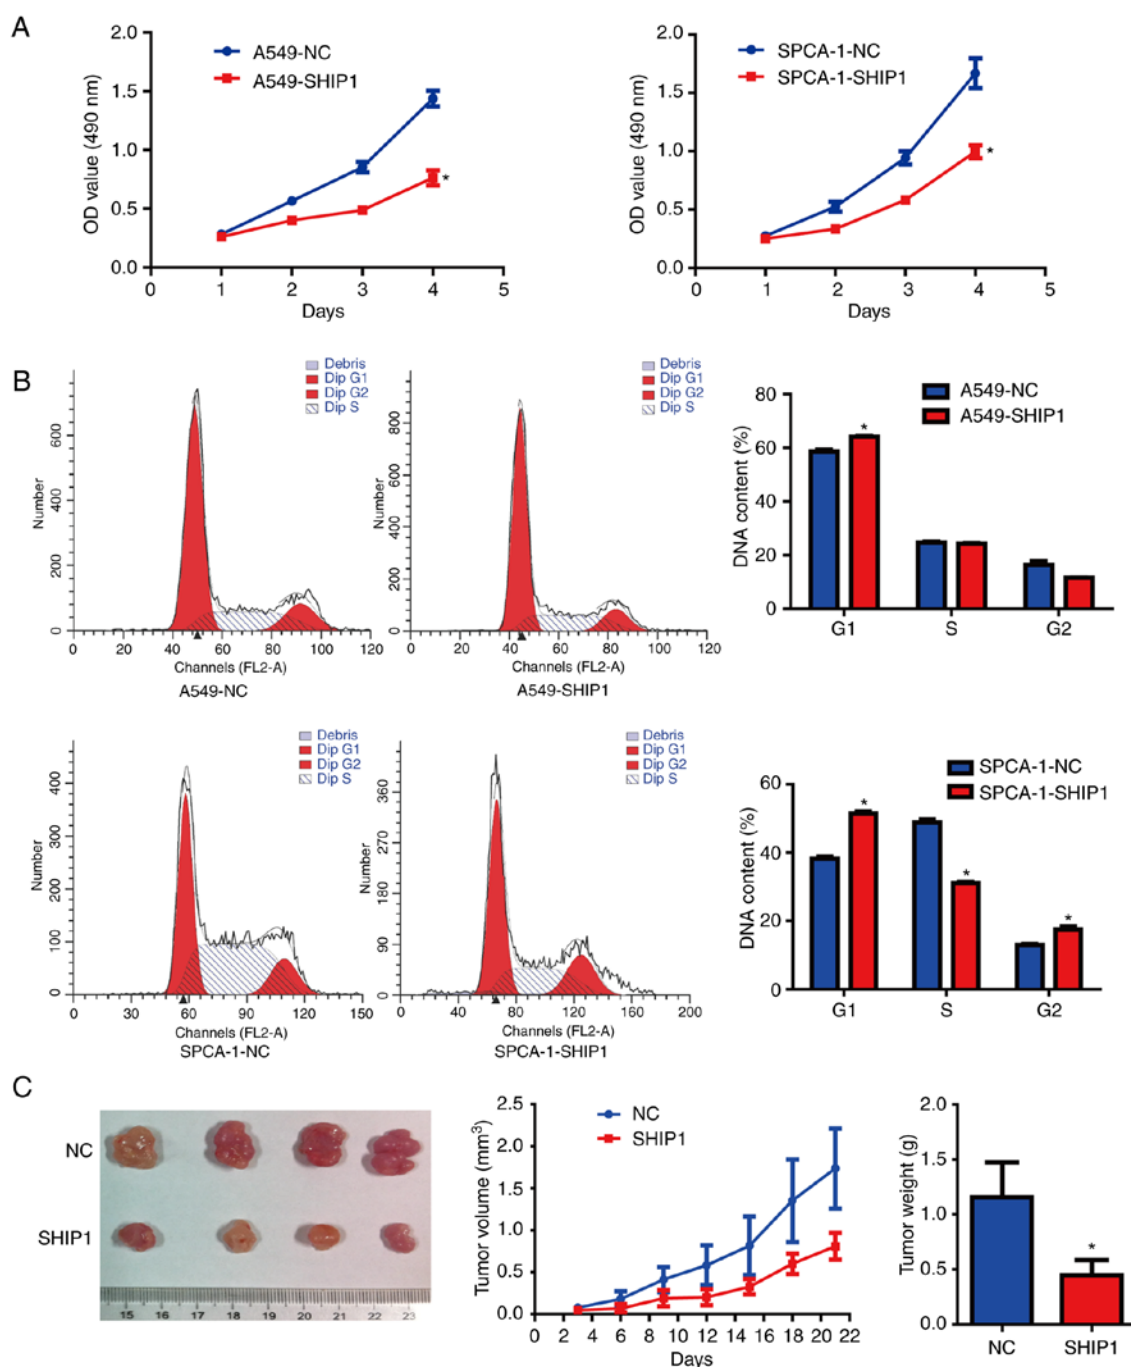 A
2.0
1.5
1.0
0.5
0.0
OD value (490 nm)
A549-NC
A549-SHIP1
*
0 1 2 3 4 5
Days
2.0
1.5
1.0
0.5
0.0
OD value (490 nm)
SPCA-1-NC
SPCA-1-SHIP1
*
0 1 2 3 4 5
Days
B
Debris
Dip G1
Dip G2
Dip S
600
400
200
0
Number
0 20 40 60 80 100 120
Channels (FL2-A)
A549-NC
Debris
Dip G1
Dip G2
Dip S
800
600
400
200
0
Number
0 20 40 60 80 100 120
Channels (FL2-A)
A549-SHIP1
80
60
40
20
0
DNA content (%)
A549-NC
A549-SHIP1
*
G1 S G2
Debris
Dip G1
Dip G2
Dip S
400
300
200
100
0
Number
0 30 60 90 120 150
Channels (FL2-A)
SPCA-1-NC
Debris
Dip G1
Dip G2
Dip S
360
270
180
90
0
Number
0 40 80 120 160 200
Channels (FL2-A)
SPCA-1-SHIP1
60
40
20
0
DNA content (%)
SPCA-1-NC
SPCA-1-SHIP1
* * *
G1 S G2
C
NC
SHIP1
15 16 17 18 19 20 21 22 23
2.5
2.0
1.5
1.0
0.5
0.0
Tumor volume (mm³)
NC
SHIP1
0 2 4 6 8 10 12 14 16 18 20 22
Days
2.0
1.5
1.0
0.5
0.0
Tumor weight (g)
*
NC SHIP1